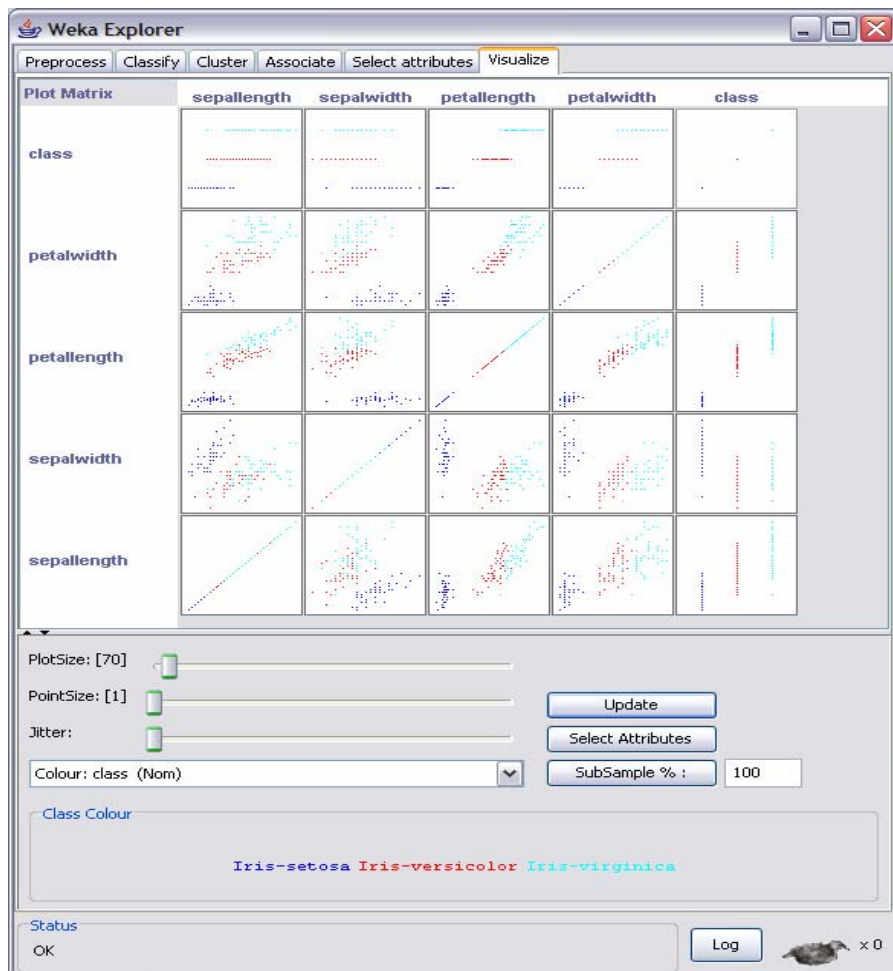 Weka Explorer
Preprocess Classify Cluster Associate Select attributes Visualize
Plot Matrix sepallength sepalwidth petallength petalwidth class
class
petalwidth
petallength
sepalwidth
sepallength
PlotSize: [70]
PointSize: [1]
Update
Jitter:
Select Attributes
Colour: class (Nom)
SubSample % :
100
Class Colour
Iris-setosa Iris-versicolor Iris-virginica
Status
OK
Log
x 0